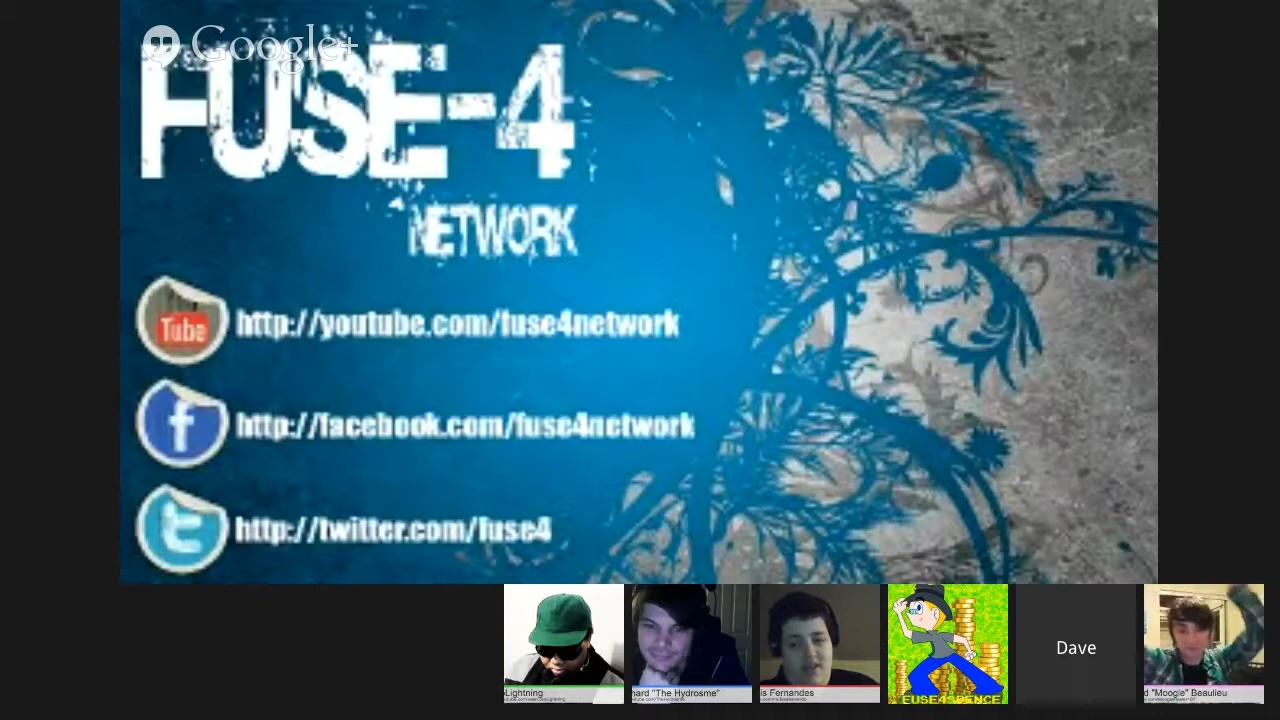 Google+
FUSE-4
NETWORK
Tube
http://youtube.com/fuse4network
f
http://facebook.com/fuse4network
t
http://twitter.com/fuse4
Lightning
hard "The Hydrosme"
is Fernandes
FUSE4SPENCE
Dave
d "Moogie" Beaulieu